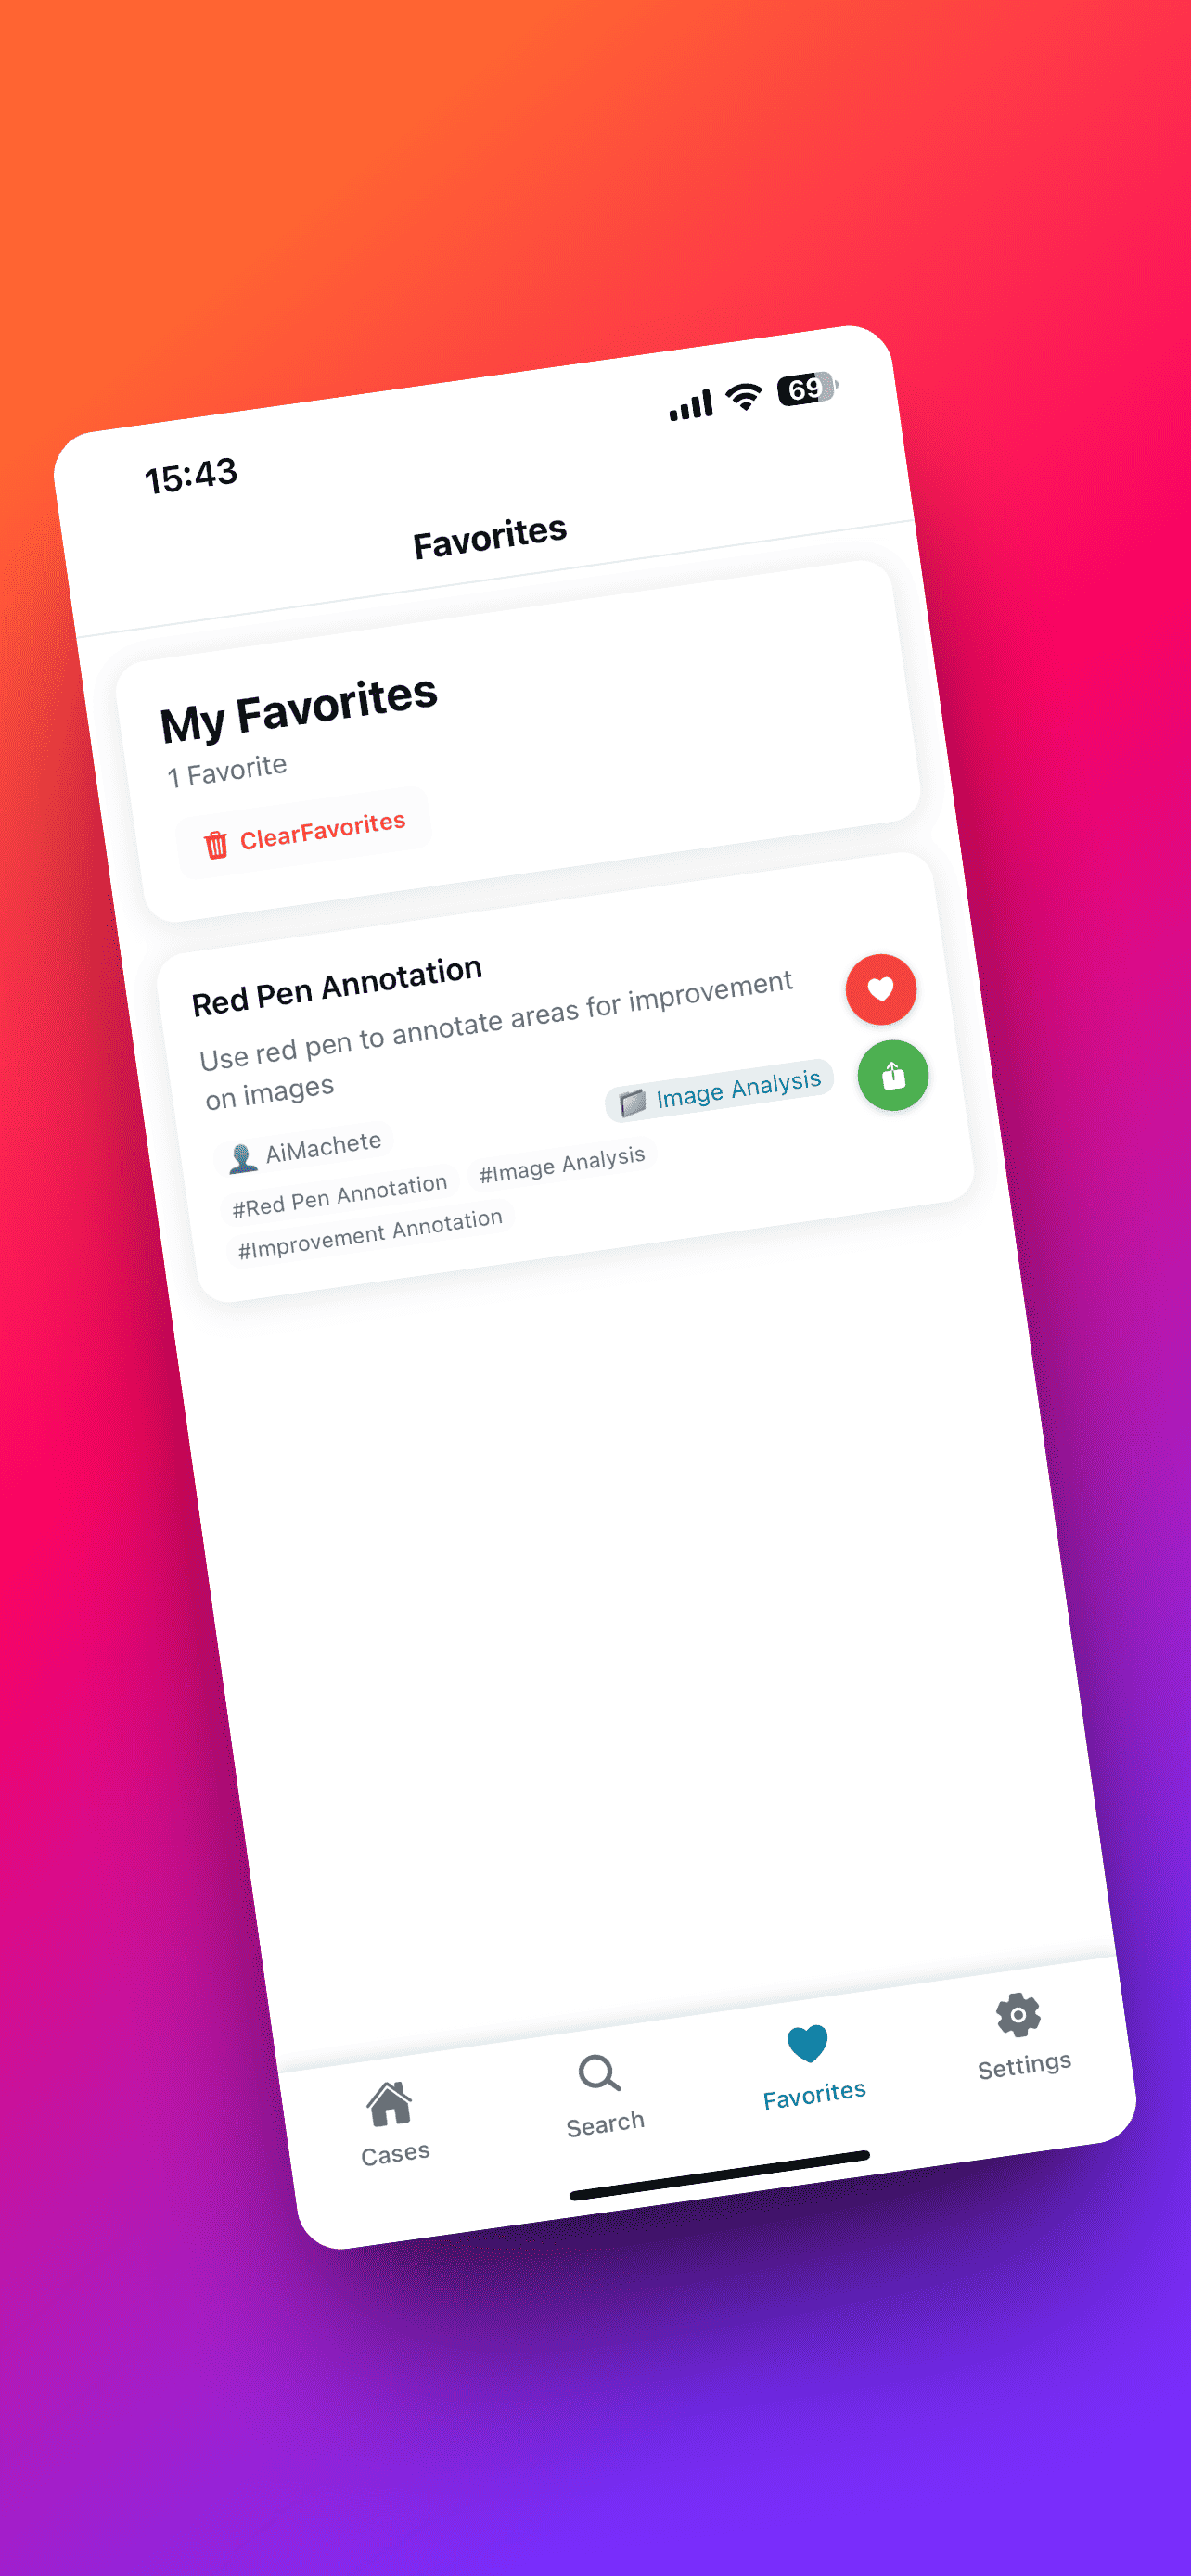 15:43
69
Favorites
My Favorites
1 Favorite
ClearFavorites
Red Pen Annotation
Use red pen to annotate areas for improvement
on images
AiMachete
Image Analysis
#Red Pen Annotation #Image Analysis
#Improvement Annotation
Cases
Search
Favorites
Settings